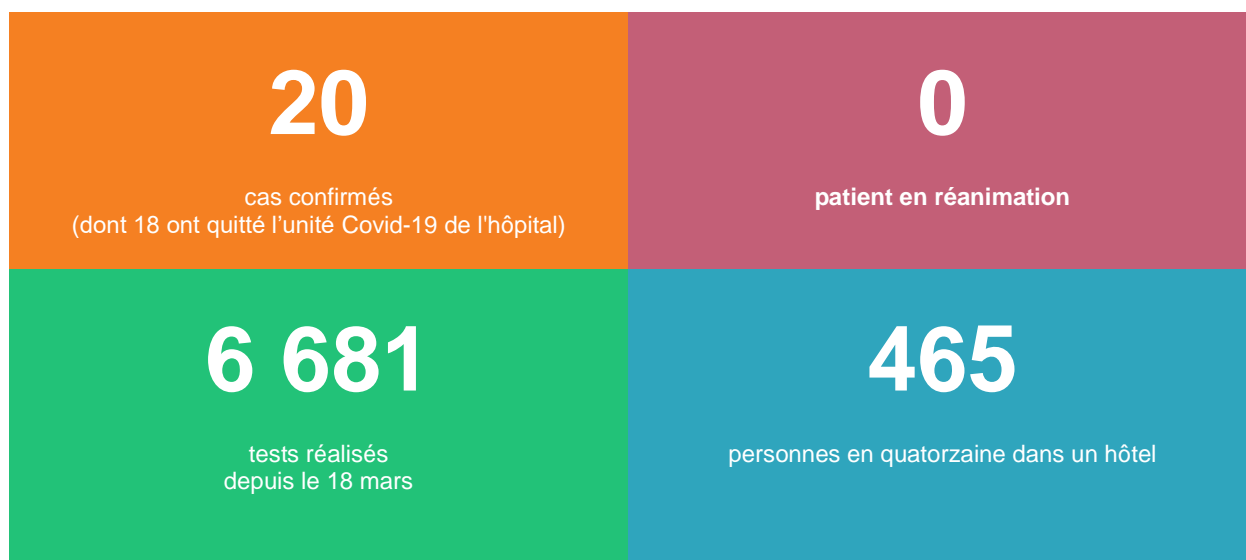 20
cas confirmés
(dont 18 ont quitté l’unité Covid-19 de l'hôpital)
0
patient en réanimation
6 681
tests réalisés
depuis le 18 mars
465
personnes en quatorzaine dans un hôtel